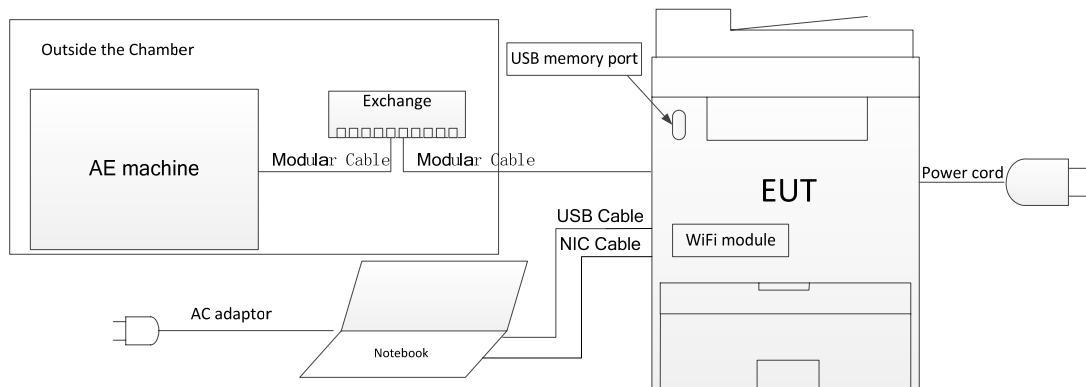 Outside the Chamber
USB memory port
Exchange
AE machine
Modular Cable
Modular Cable
Power cord
EUT
USB Cable
NIC Cable
WiFi module
AC adaptor
Notebook